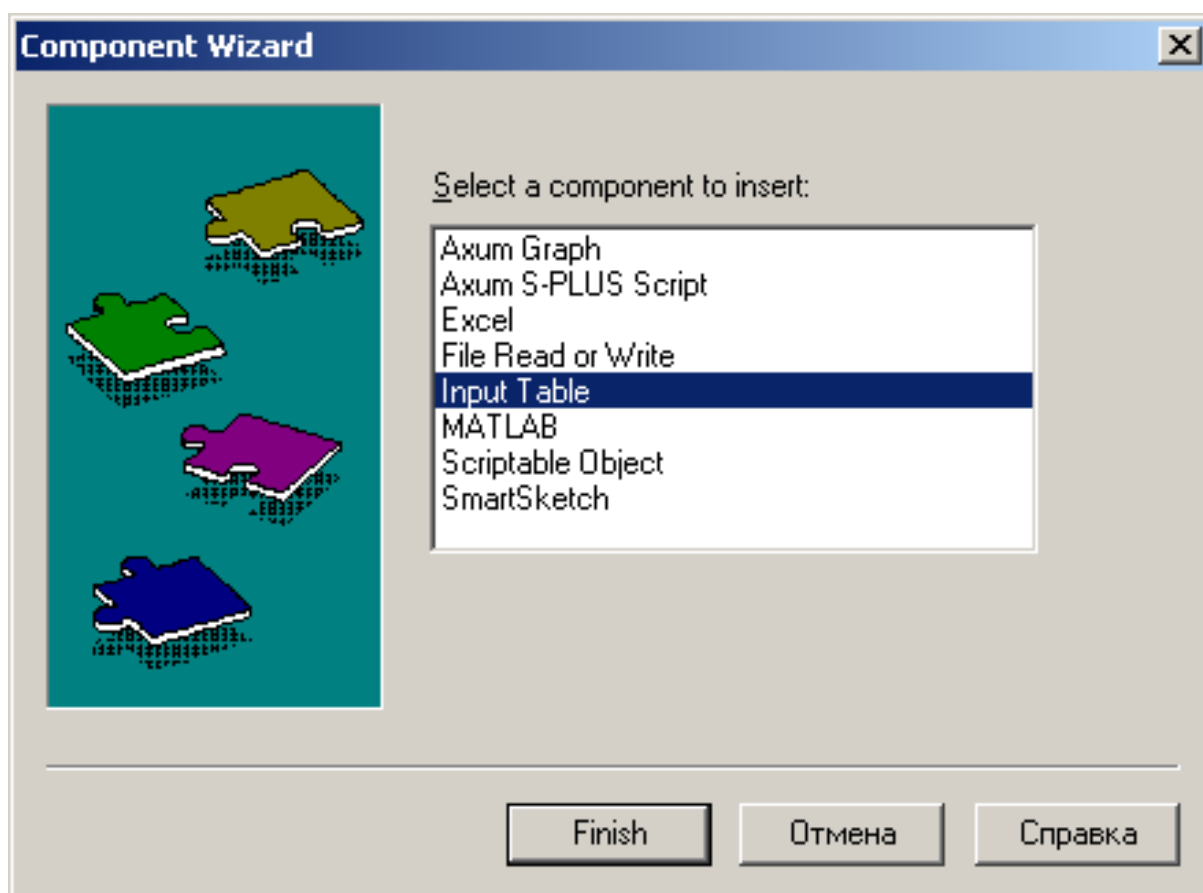 Component Wizard
Select a component to insert:
Axum Graph
Axum S-PLUS Script
Excel
File Read or Write
Input Table
MATLAB
Scriptable Object
SmartSketch
Finish
Отмена
Справка